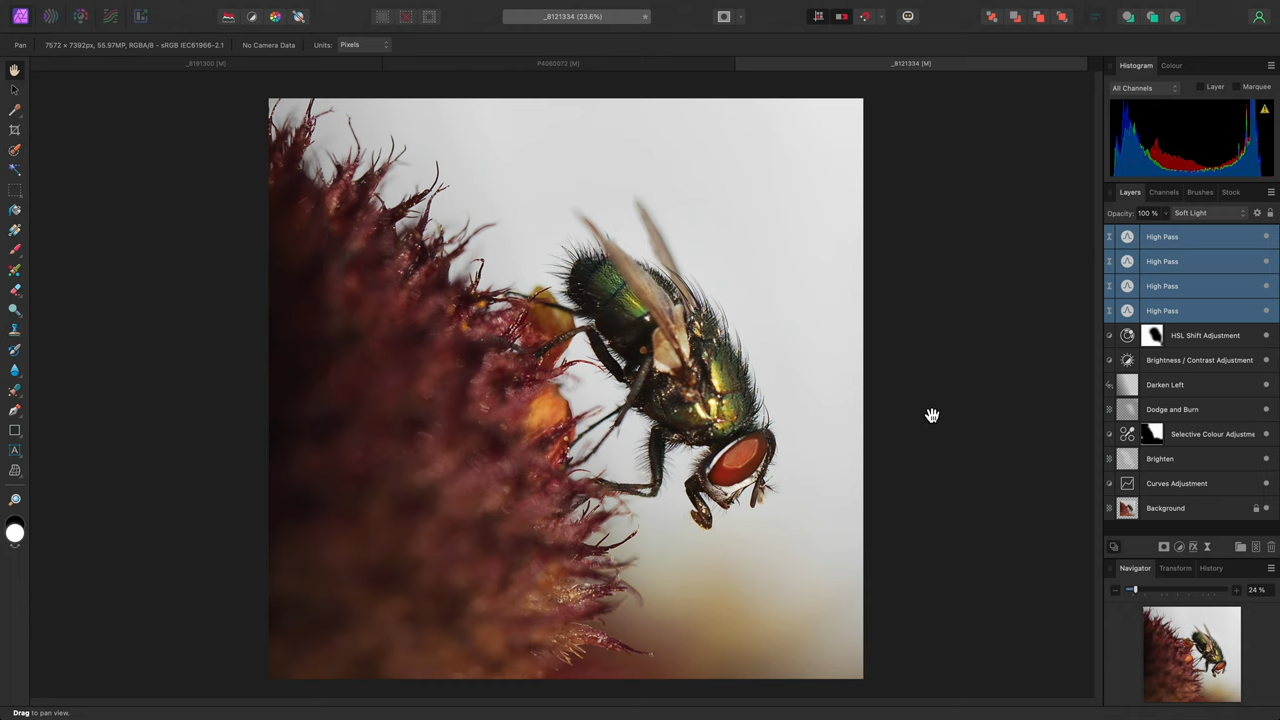 _8121334 (23.6%)
Pan
7572 × 7392px, 55.97MP, RGBA/8 - sRGB IEC61966-2.1
No Camera Data
Units:
Pixels
_8191300 [M]
P4060072 [M]
_8121334 [M]
Histogram
Colour
All Channels
Layer
Marquee
Layers
Channels
Brushes
Stock
Opacity:
100 %
Soft Light
High Pass
High Pass
High Pass
High Pass
HSL Shift Adjustment
Brightness / Contrast Adjustment
Darken Left
Dodge and Burn
Selective Colour Adjustme
Brighten
Curves Adjustment
Background
Navigator
Transform
History
24 %
Drag to pan view.